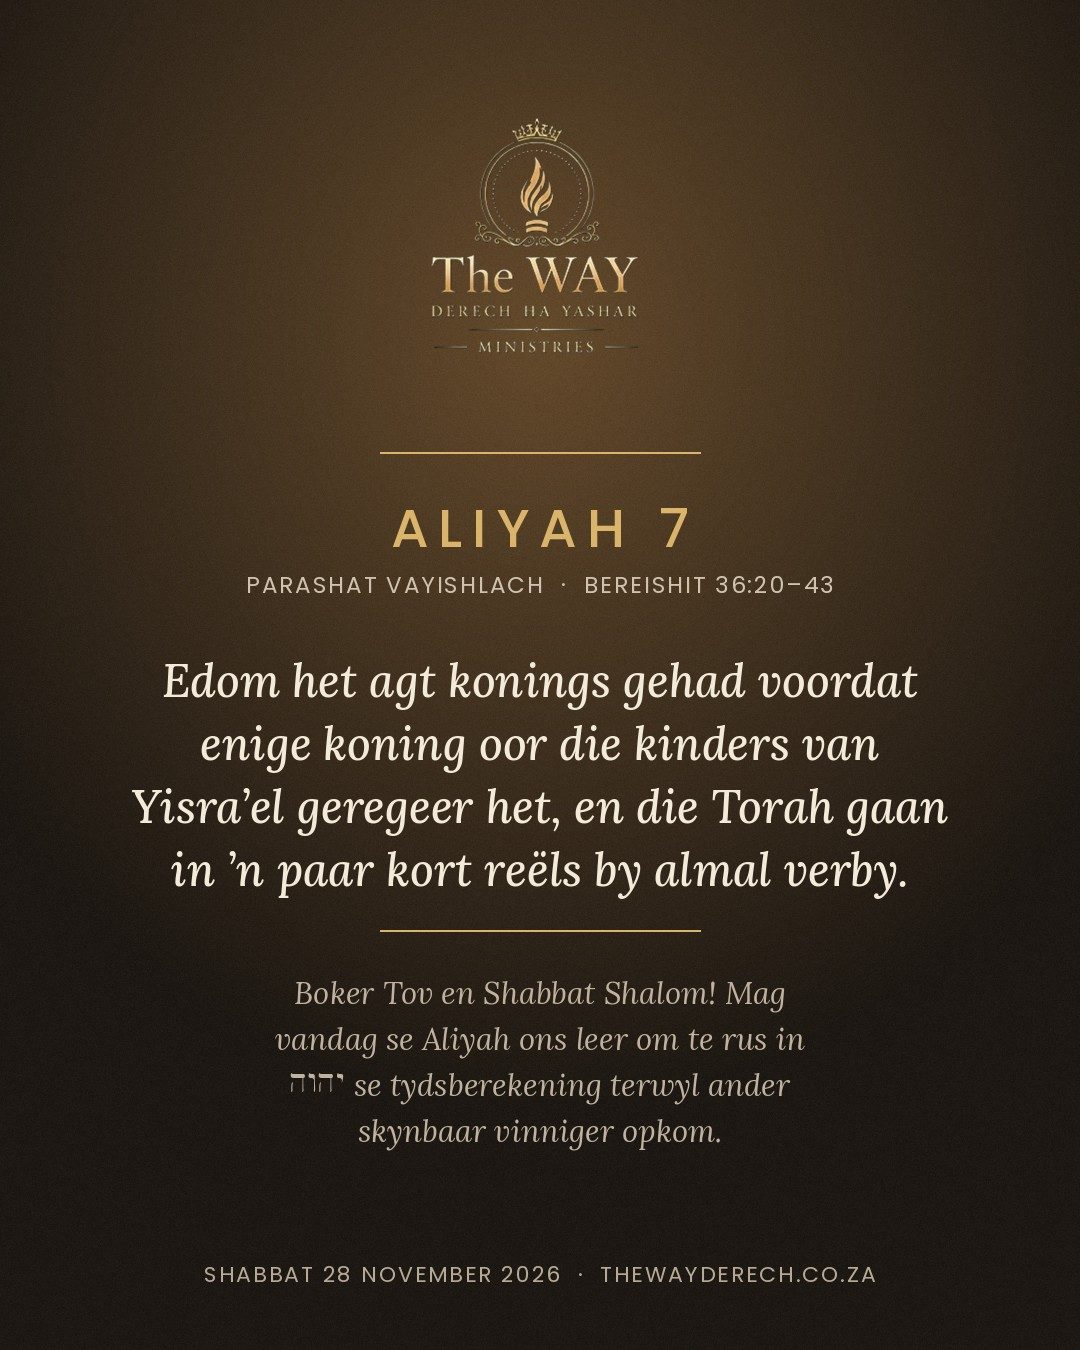 The WAY
DERECH HA YASHAR
MINISTRIES
ALIYAH 7
PARASHAT VAYISHLACH · BEREISHIT 36:20–43
Edom het agt konings gehad voordat
enige koning oor die kinders van
Yisra’el geregeer het, en die Torah gaan
in ’n paar kort reëls by almal verby.
Boker Tov en Shabbat Shalom! Mag
vandag se Aliyah ons leer om te rus in
יהוה se tydsberekening terwyl ander
skynbaar vinniger opkom.
SHABBAT 28 NOVEMBER 2026 · THEWAYDERECH.CO.ZA